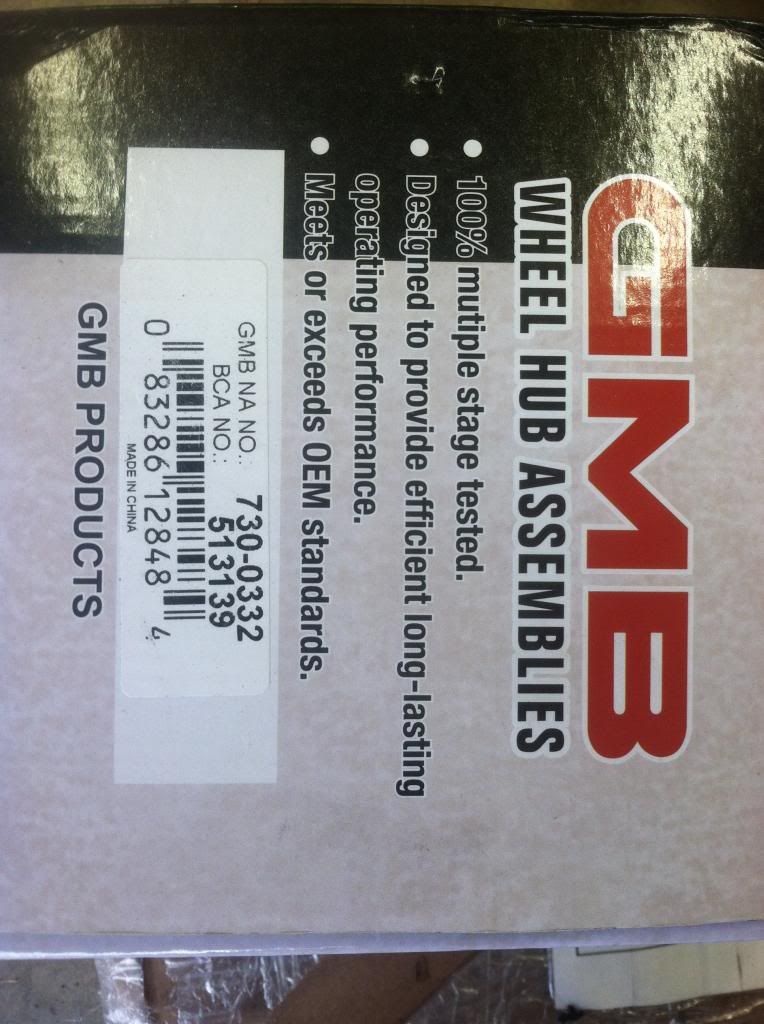 GMB
WHEEL HUB ASSEMBLIES
100% mutiple stage tested.
Designed to provide efficient long-lasting
operating performance.
Meets or exceeds OEM standards.
GMB NA NO.: 730-0332
BCA NO.: 513139
0 83286 12848 4
MADE IN CHINA
GMB PRODUCTS